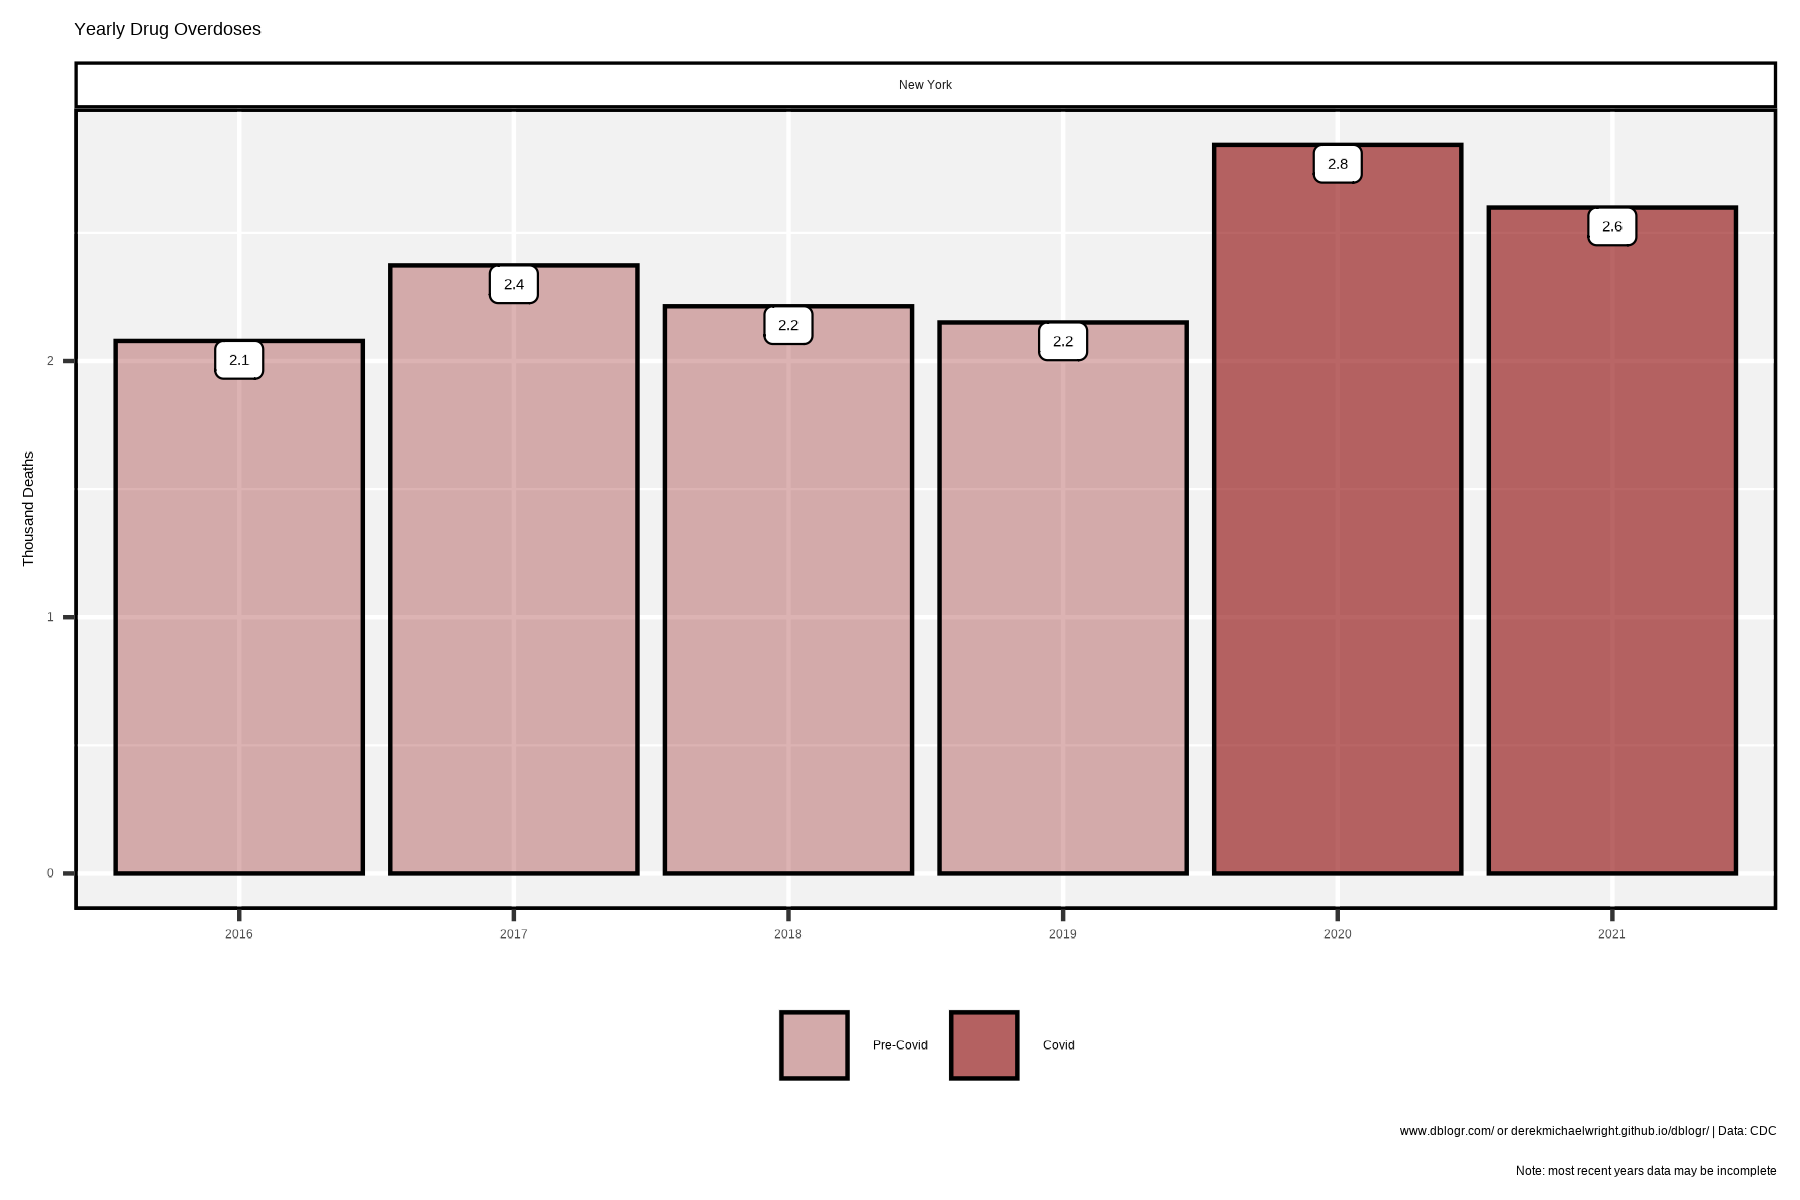 Yearly Drug Overdoses
New York
Thousand Deaths
2
1
0
2.1
2.4
2.2
2.2
2.8
2.6
2016
2017
2018
2019
2020
2021
Pre-Covid
Covid
www.dblogr.com/ or derekmichaelwright.github.io/dblogr/ | Data: CDC
Note: most recent years data may be incomplete